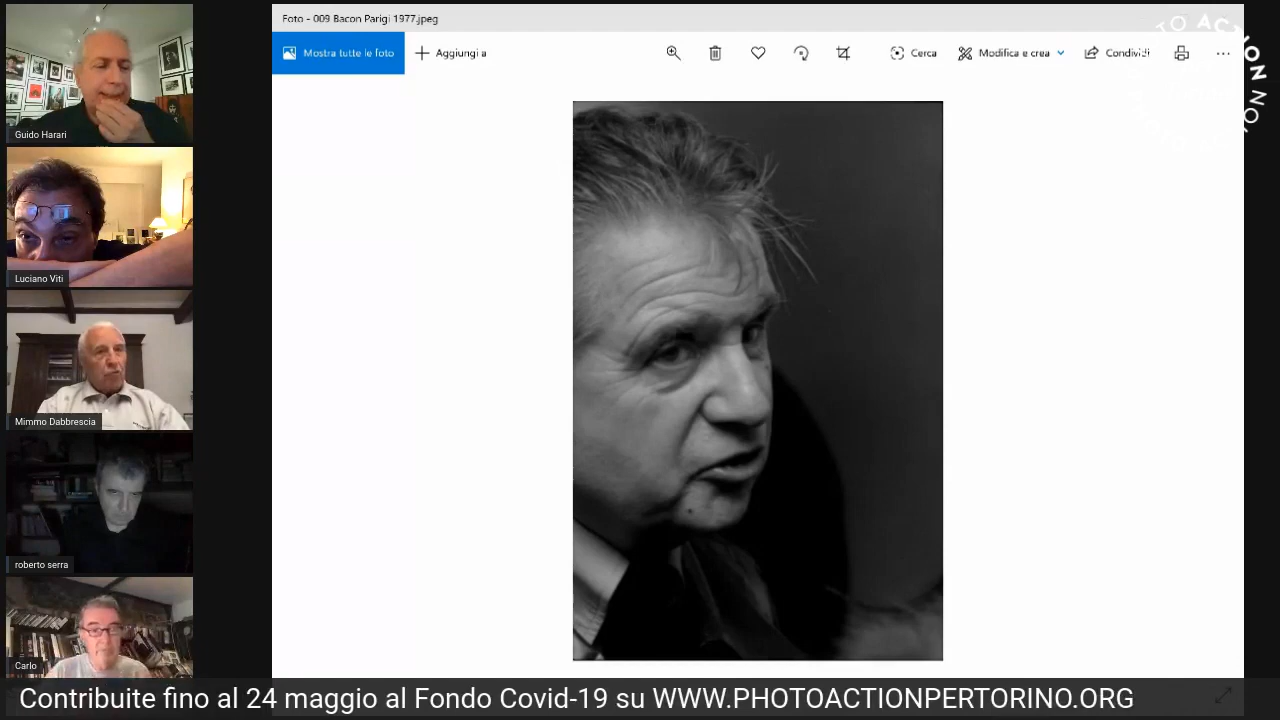 Foto - 009 Bacon Parigi 1977.jpeg
Mostra tutte le foto
Aggiungi a
Cerca
Modifica e crea
Condividi
Guido Harari
Luciano Viti
Mimmo Dabbrescia
roberto serra
Carlo
Contribuite fino al 24 maggio al Fondo Covid-19 su WWW.PHOTOACTIONPERTORINO.ORG